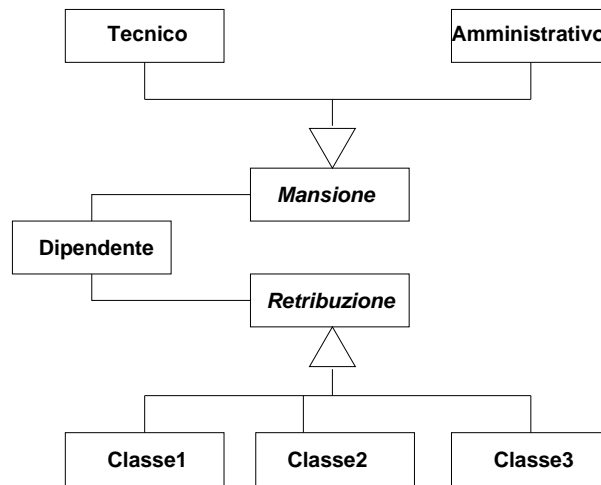 Tecnico
Amministrativo
Mansione
Dipendente
Retribuzione
Classe1
Classe2
Classe3